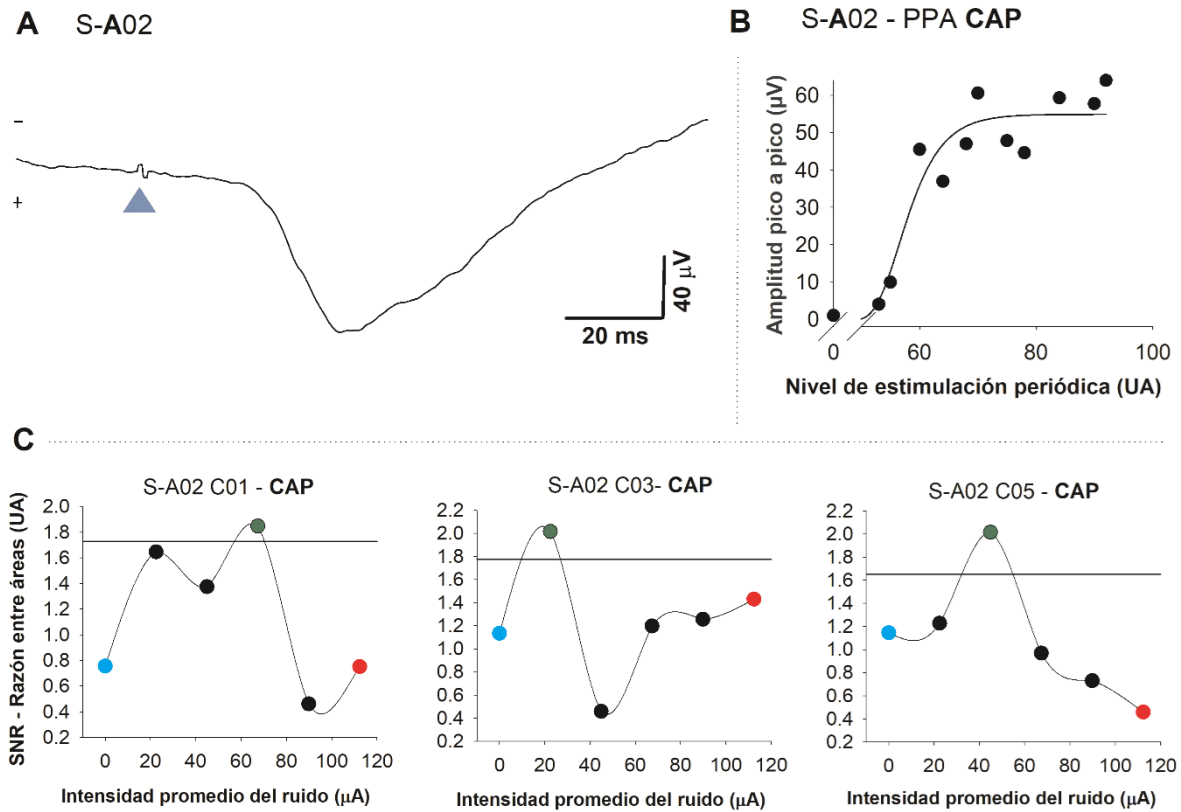 A S-A02
−
+
40 µV
20 ms
B S-A02 - PPA CAP
Amplitud pico a pico (µV)
60
50
40
30
20
10
0
0 60 80 100
Nivel de estimulación periódica (UA)
C
SNR - Razón entre áreas (UA)
S-A02 C01 - CAP
2.0
1.8
1.6
1.4
1.2
1.0
0.8
0.6
0.4
0.2
0 20 40 60 80 100 120
Intensidad promedio del ruido (µA)
S-A02 C03- CAP
2.2
2.0
1.8
1.6
1.4
1.2
1.0
0.8
0.6
0.4
0.2
0 20 40 60 80 100 120
Intensidad promedio del ruido (µA)
S-A02 C05 - CAP
2.2
2.0
1.8
1.6
1.4
1.2
1.0
0.8
0.6
0.4
0.2
0 20 40 60 80 100 120
Intensidad promedio del ruido (µA)